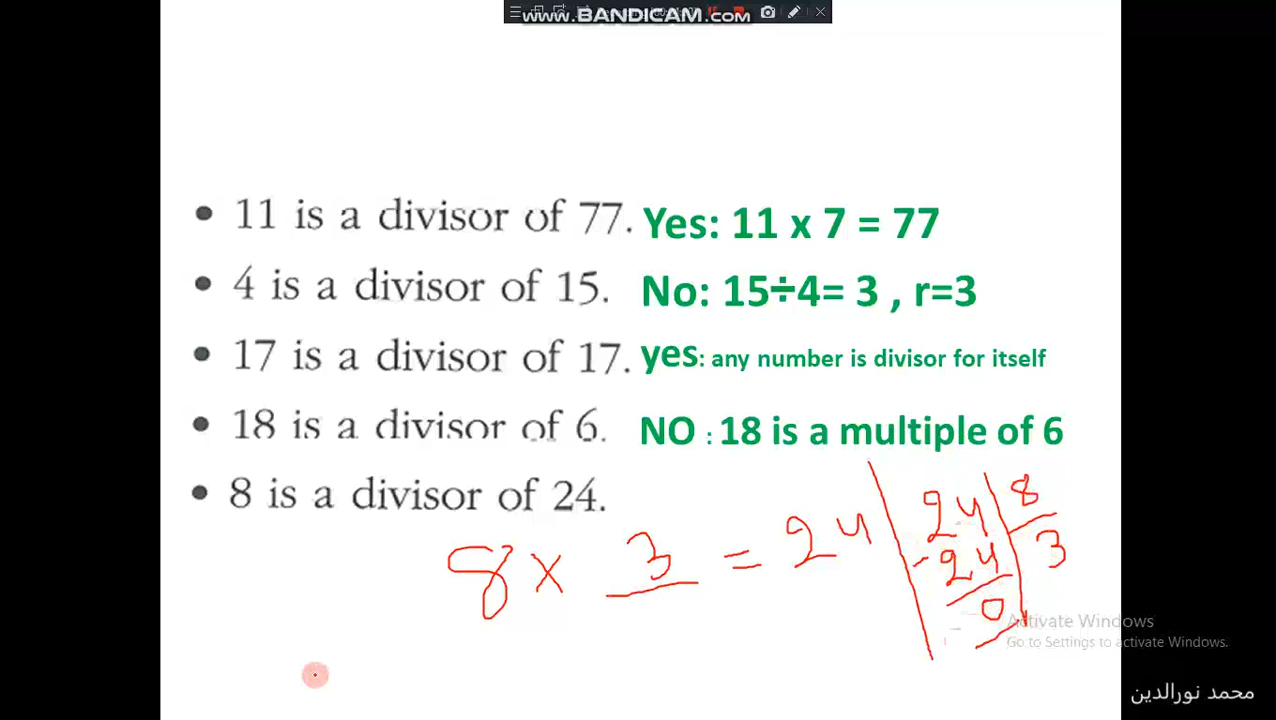 www.BANDICAM.com
• 11 is a divisor of 77. Yes: 11 x 7 = 77
• 4 is a divisor of 15. No: 15÷4= 3 , r=3
• 17 is a divisor of 17. yes: any number is divisor for itself
• 18 is a divisor of 6. NO : 18 is a multiple of 6
• 8 is a divisor of 24.
8 × 3 = 24
24 8
- 24 3
0
Activate Windows
Go to Settings to activate Windows.
محمد نورالدين